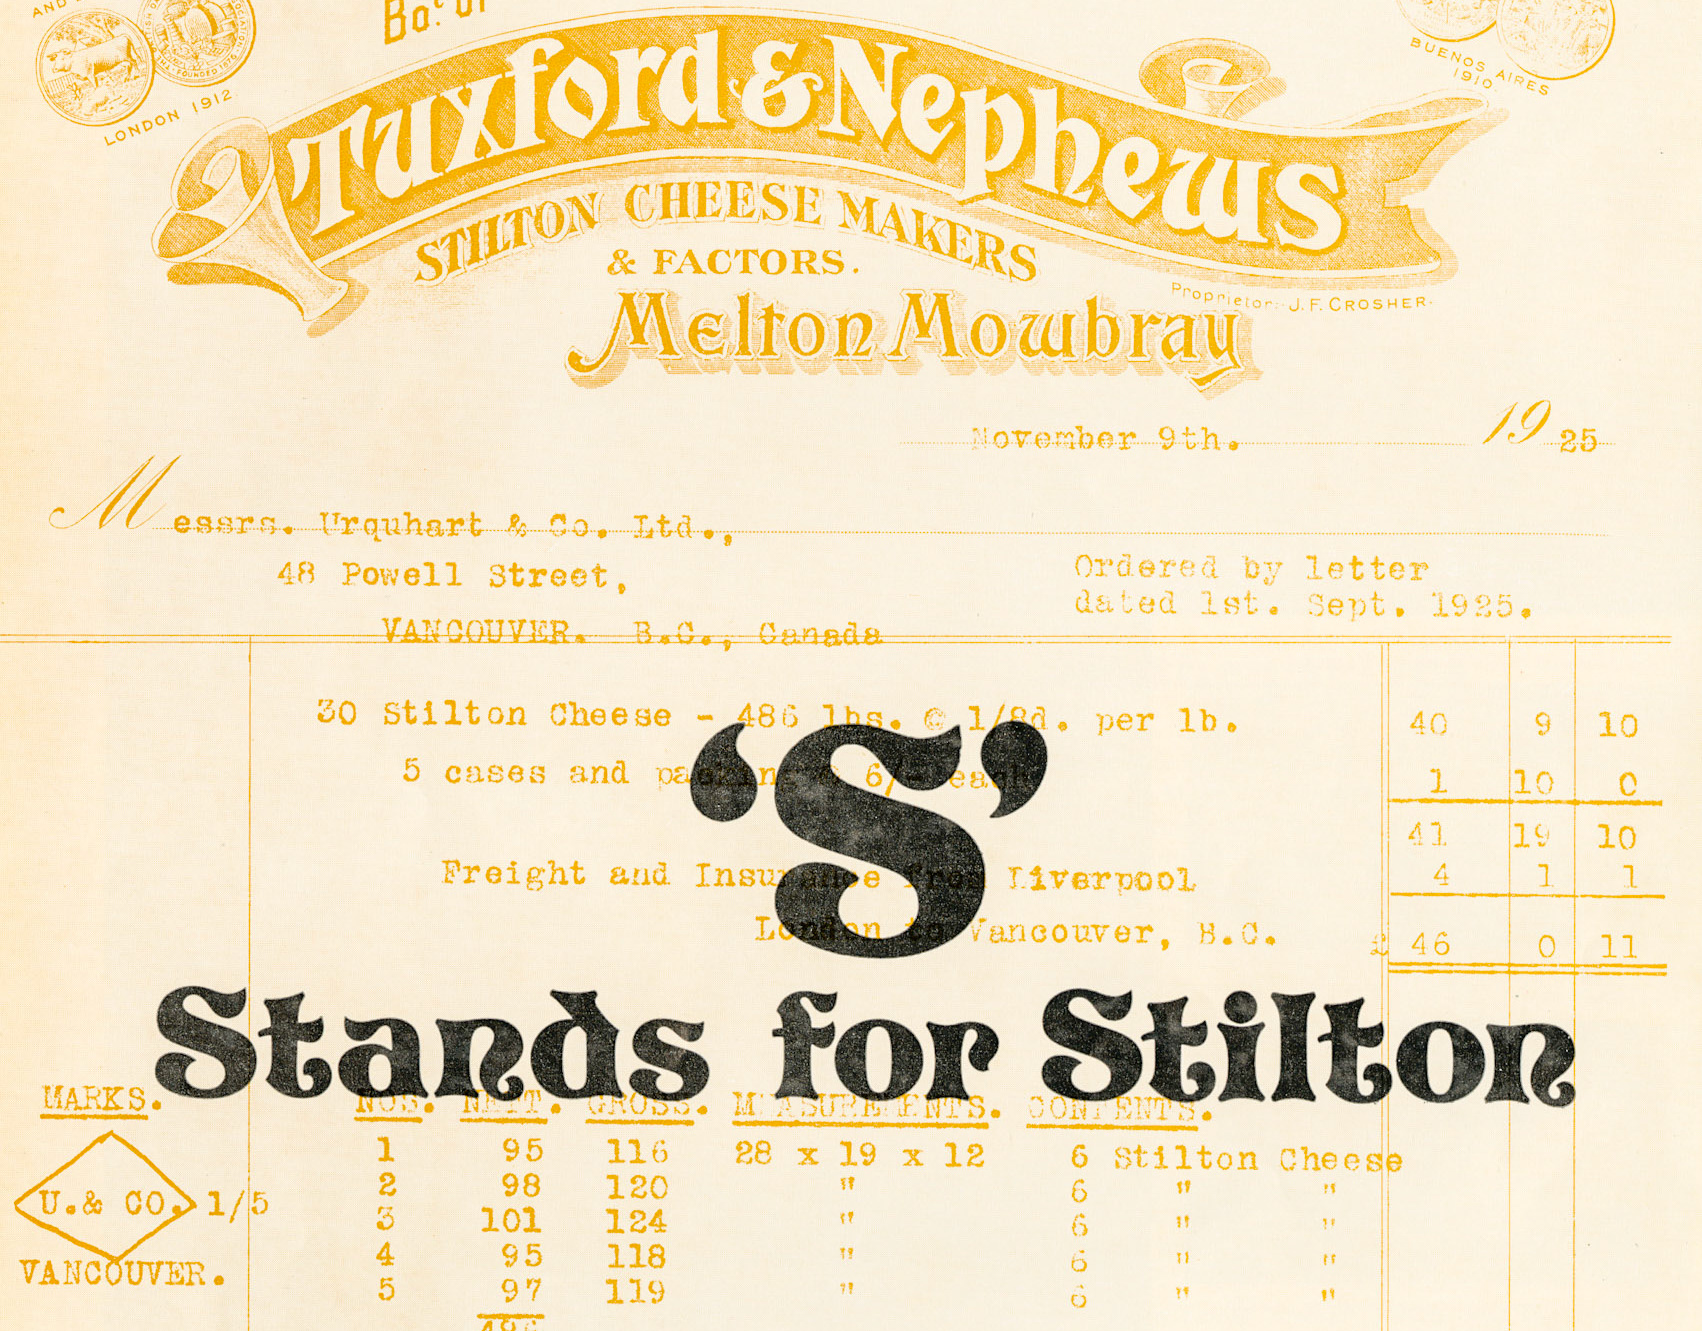 LONDON 1912
BUENOS AIRES
1910.
Tuxford & Nephews
STILTON CHEESE MAKERS
& FACTORS.
Proprietor:- J. F. CROSHER.
Melton Mowbray
November 9th. 1925
Messrs. Urquhart & Co. Ltd.,
48 Powell Street,
VANCOUVER. B.C., Canada
Ordered by letter
dated 1st. Sept. 1925.
30 Stilton Cheese - 486 lbs. @ 1/8d. per lb. 40 9 10
5 cases and packing @ 6/- each 1 10 0
41 19 10
Freight and Insurance from Liverpool 4 1 1
London to Vancouver, B.C. £ 46 0 11
‘S’
Stands for Stilton
MARKS. NOS. NETT. GROSS. MEASUREMENTS. CONTENTS.
1 95 116 28 x 19 x 12 6 Stilton Cheese
2 98 120 " 6 " "
U.& CO. 1/5
3 101 124 " 6 " "
4 95 118 " 6 " "
VANCOUVER.
5 97 119 " 6 " "